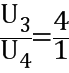 U₃/U₄ = 4/1